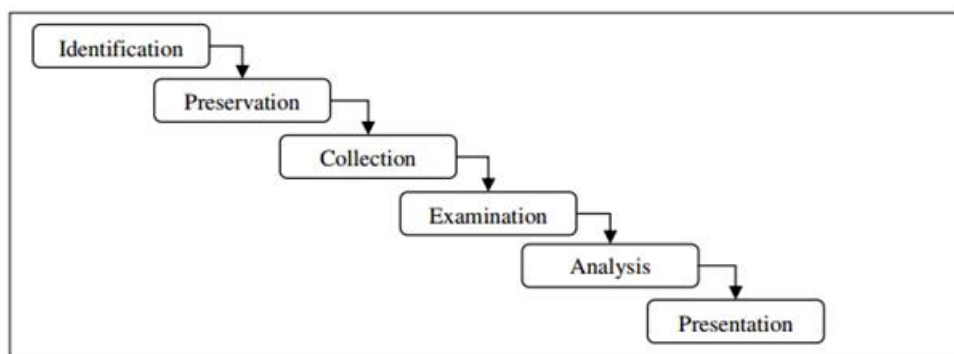 Identification
Preservation
Collection
Examination
Analysis
Presentation